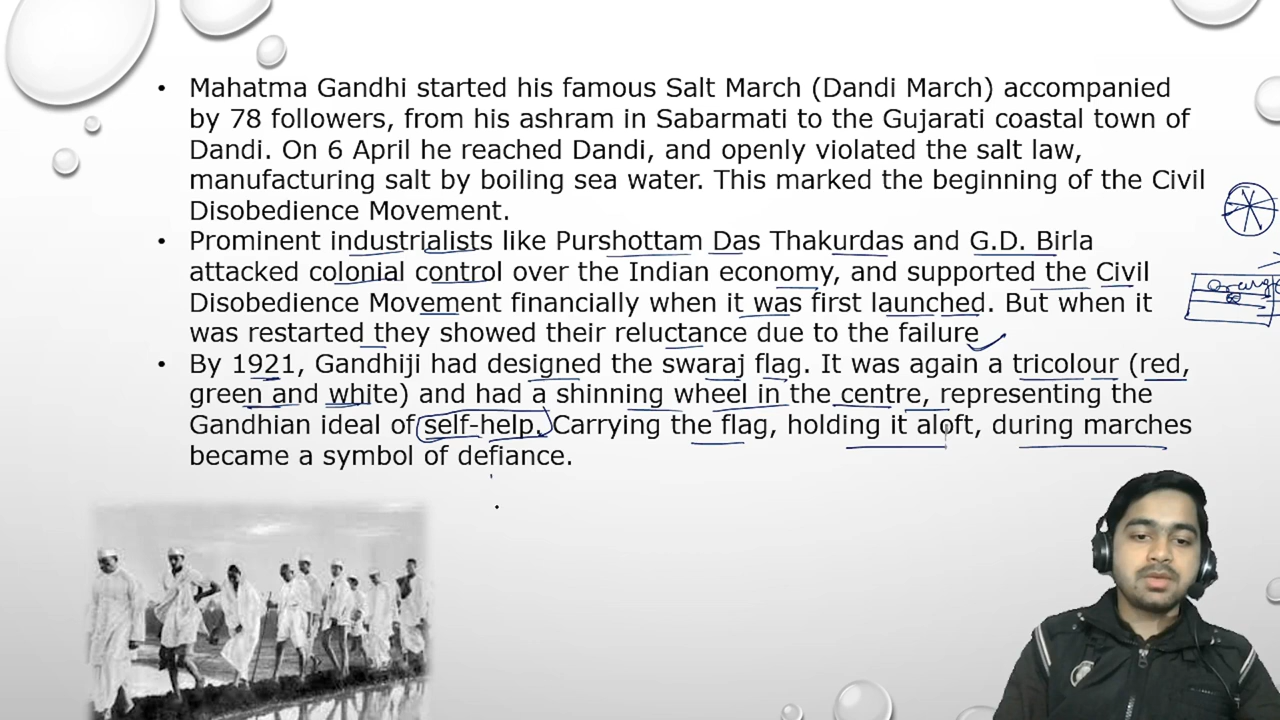 • Mahatma Gandhi started his famous Salt March (Dandi March) accompanied
by 78 followers, from his ashram in Sabarmati to the Gujarati coastal town of
Dandi. On 6 April he reached Dandi, and openly violated the salt law,
manufacturing salt by boiling sea water. This marked the beginning of the Civil
Disobedience Movement.
• Prominent industrialists like Purshottam Das Thakurdas and G.D. Birla
attacked colonial control over the Indian economy, and supported the Civil
Disobedience Movement financially when it was first launched. But when it
was restarted they showed their reluctance due to the failure
• By 1921, Gandhiji had designed the swaraj flag. It was again a tricolour (red,
green and white) and had a shinning wheel in the centre, representing the
Gandhian ideal of self-help. Carrying the flag, holding it aloft, during marches
became a symbol of defiance.